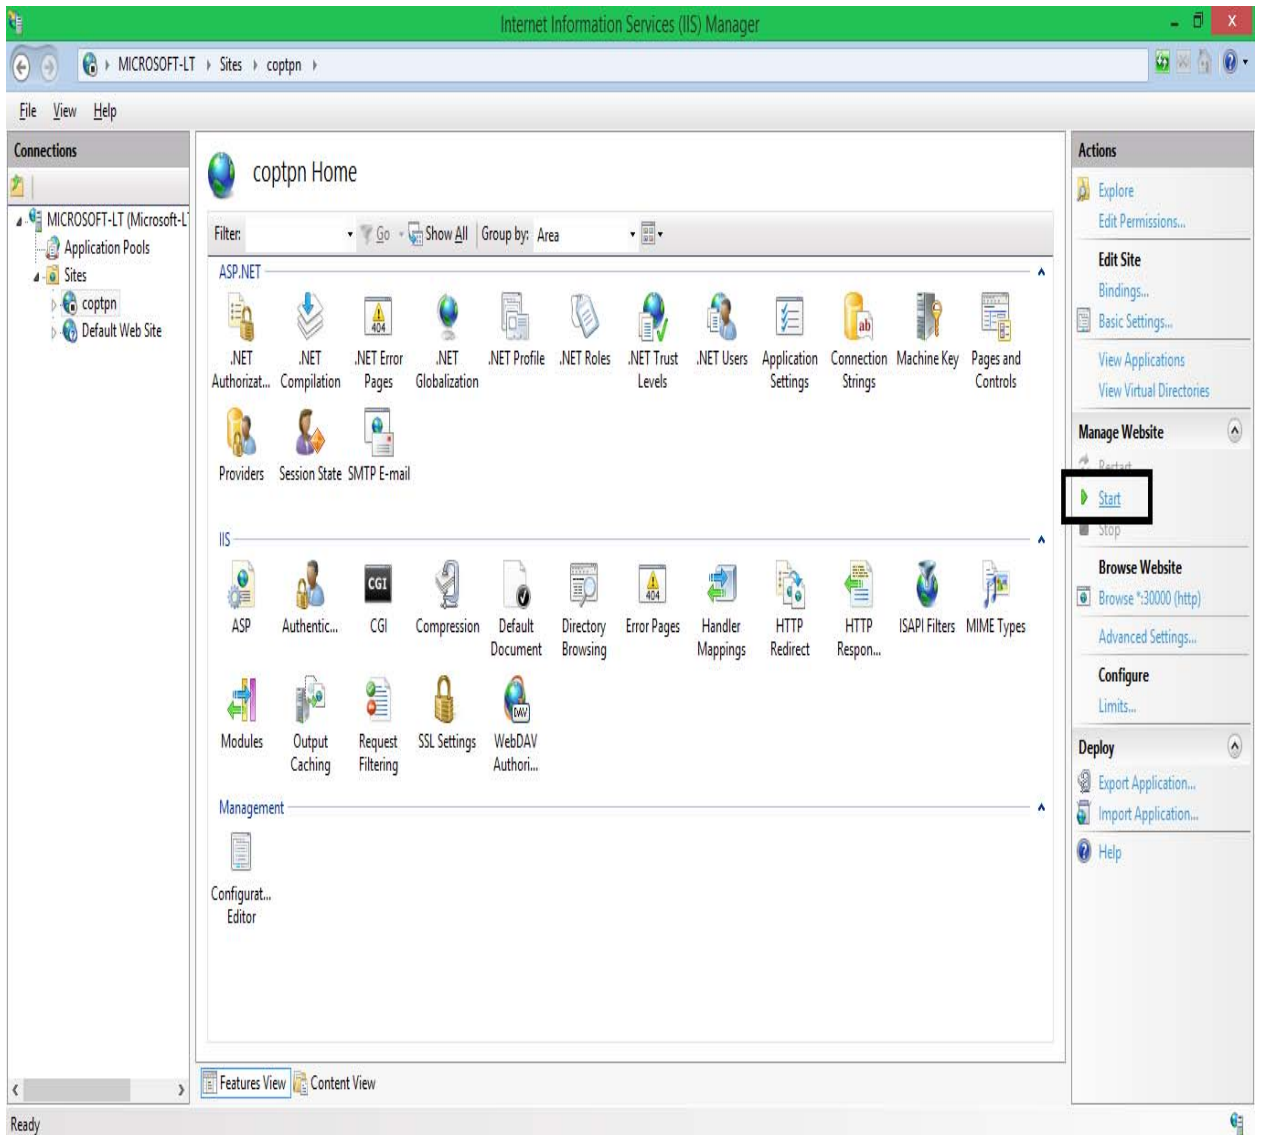 Internet Information Services (IIS) Manager
MICROSOFT-LT Sites coptpn
File View Help
Connections
MICROSOFT-LT (Microsoft-L
Application Pools
Sites
coptpn
Default Web Site
coptpn Home
Filter: Go Show All Group by: Area
ASP.NET
.NET Authorizat...
.NET Compilation
.NET Error Pages
.NET Globalization
.NET Profile
.NET Roles
.NET Trust Levels
.NET Users
Application Settings
Connection Strings
Machine Key
Pages and Controls
Providers
Session State
SMTP E-mail
IIS
ASP
Authentic...
CGI
Compression
Default Document
Directory Browsing
Error Pages
Handler Mappings
HTTP Redirect
HTTP Respon...
ISAPI Filters
MIME Types
Modules
Output Caching
Request Filtering
SSL Settings
WebDAV Authori...
Management
Configurat... Editor
Features View Content View
Ready
Actions
Explore
Edit Permissions...
Edit Site
Bindings...
Basic Settings...
View Applications
View Virtual Directories
Manage Website
Restart
Start
Stop
Browse Website
Browse *:30000 (http)
Advanced Settings...
Configure
Limits...
Deploy
Export Application...
Import Application...
Help